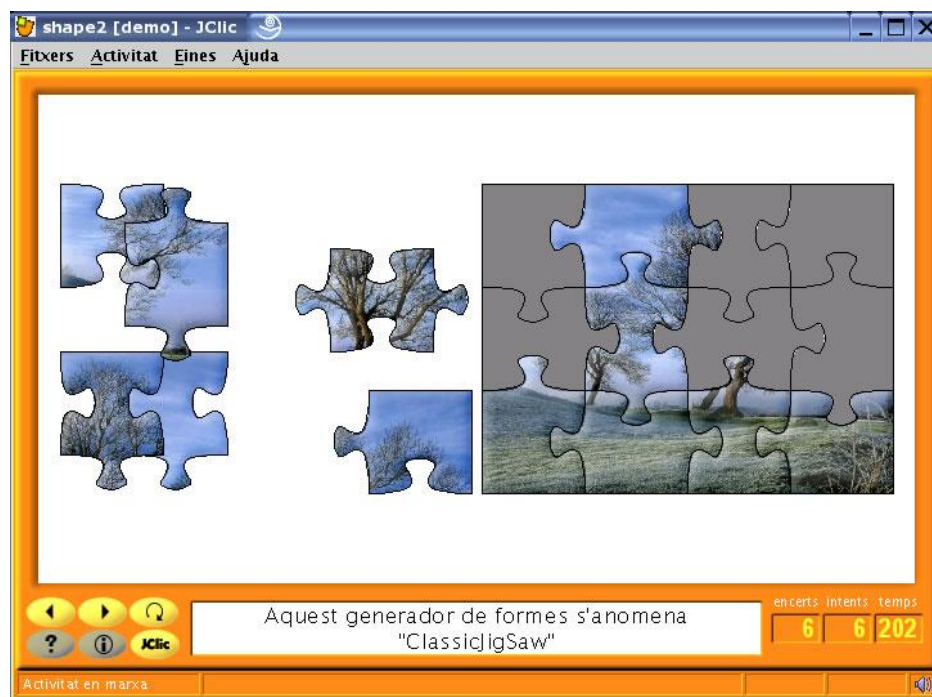 shape2 [demo] - JClic
Fitxers Activitat Eines Ajuda
Aquest generador de formes s'anomena
"ClassicJigSaw"
encerts intents temps
6 6 202
? i JClic
Activitat en marxa